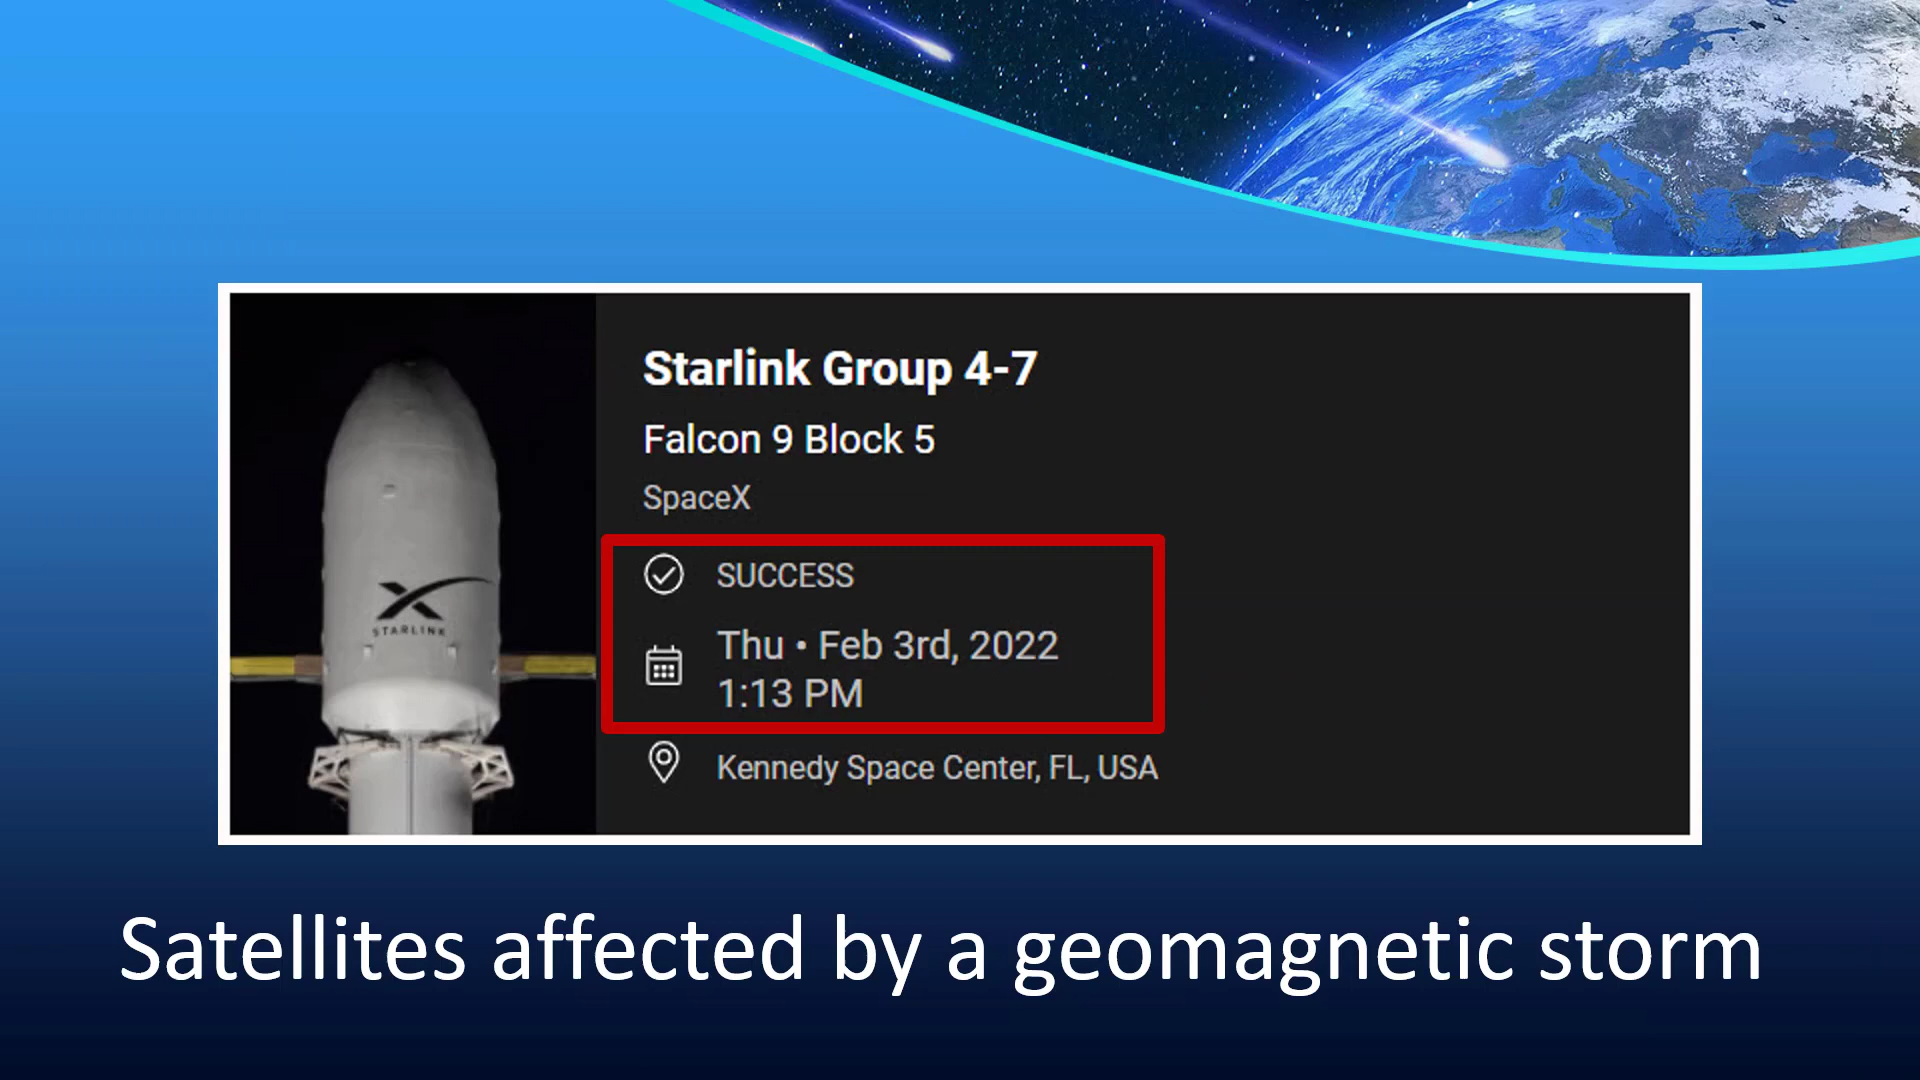 STARLINK
Starlink Group 4-7
Falcon 9 Block 5
SpaceX
SUCCESS
Thu • Feb 3rd, 2022
1:13 PM
Kennedy Space Center, FL, USA
Satellites affected by a geomagnetic storm